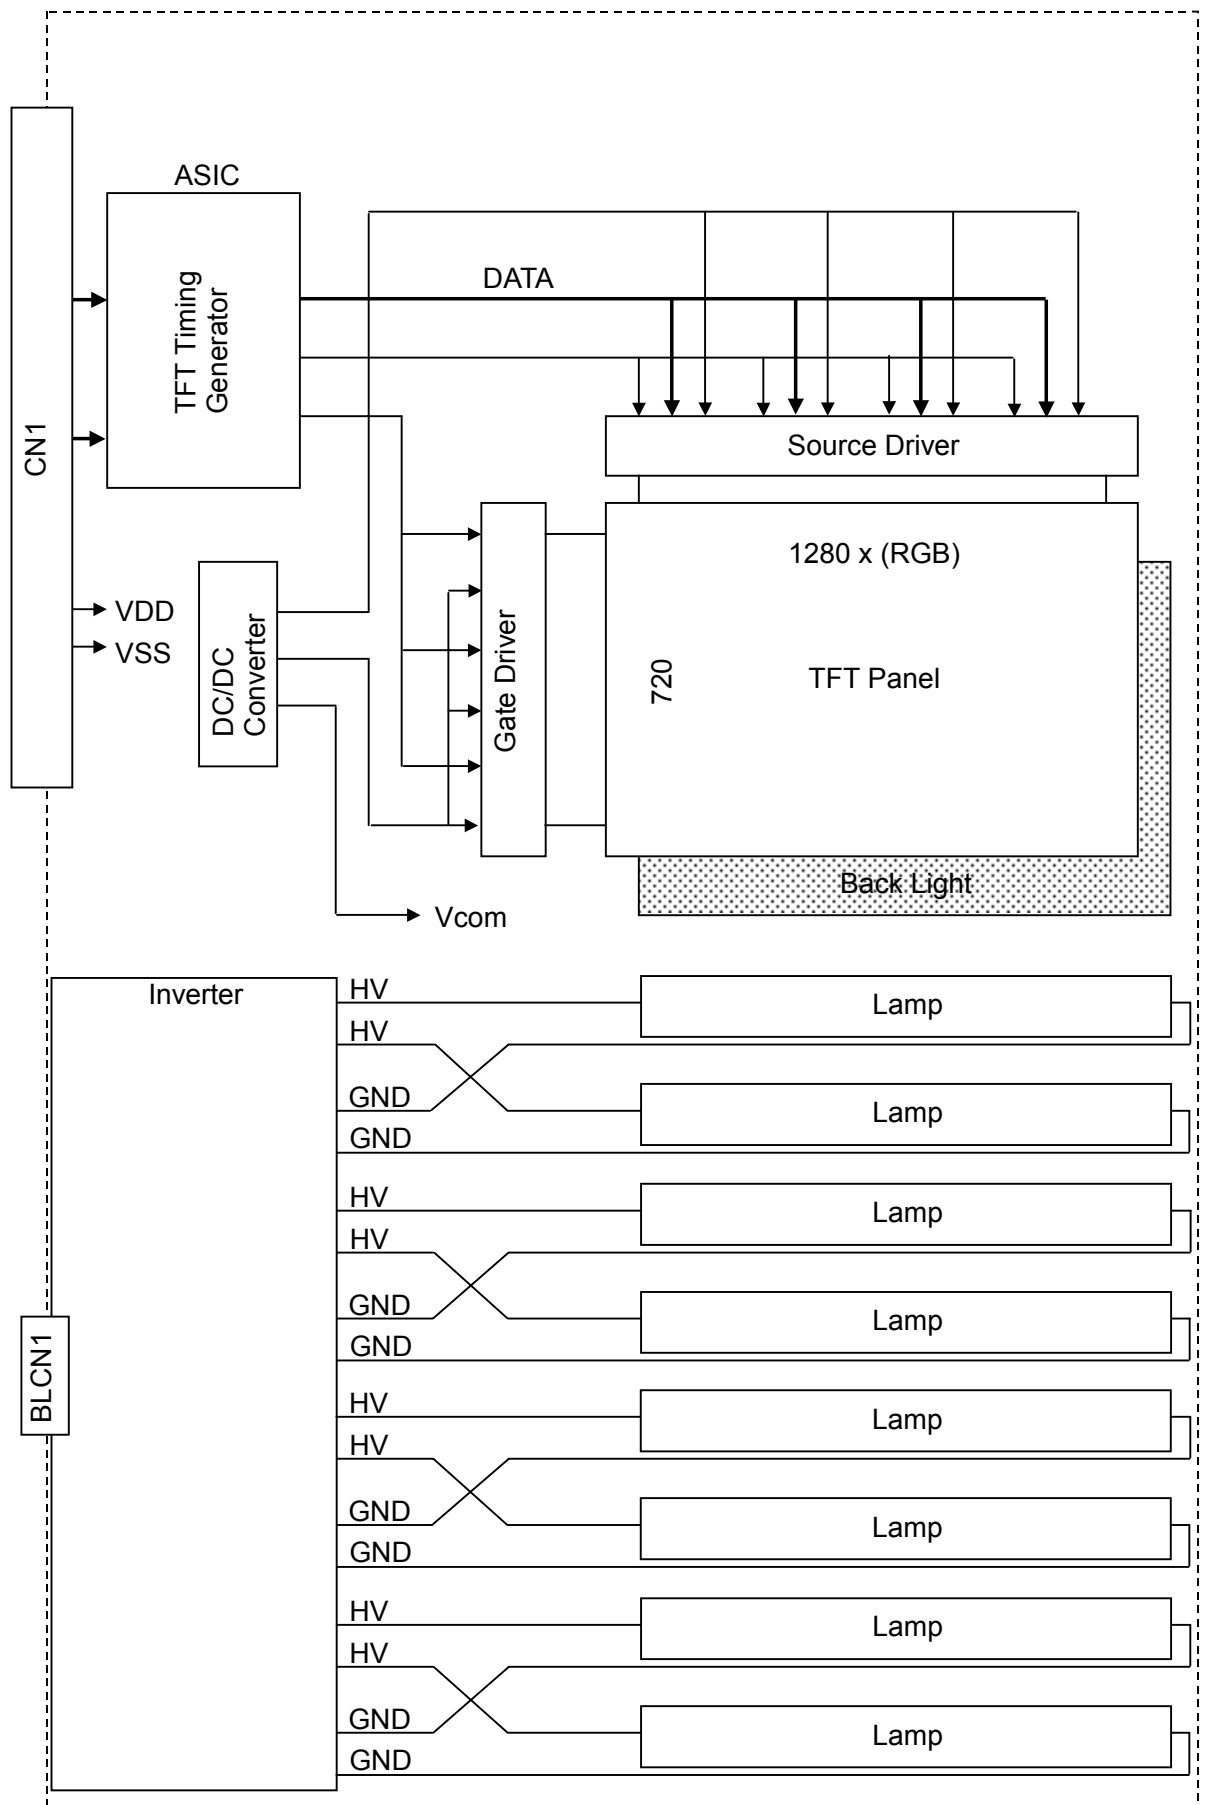 ASIC
CN1
TFT Timing
Generator
DATA
Source Driver
1280 x (RGB)
VDD
VSS
DC/DC
Converter
Gate Driver
720
TFT Panel
Back Light
Vcom
Inverter
HV
Lamp
HV
GND
Lamp
GND
HV
Lamp
HV
GND
Lamp
GND
BLCN1
HV
Lamp
HV
GND
Lamp
GND
HV
Lamp
HV
GND
Lamp
GND